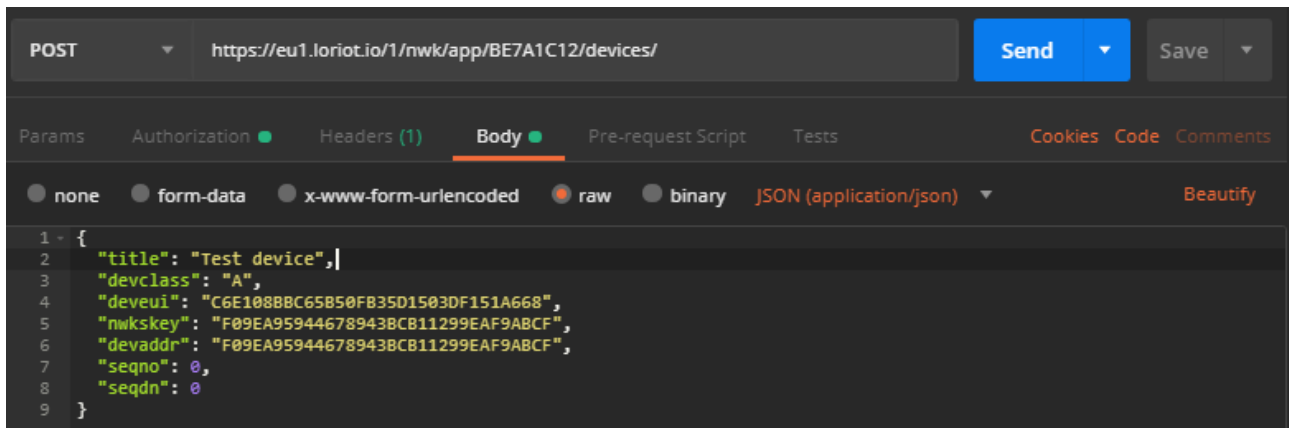 POST https://eu1.loriot.io/1/nwk/app/BE7A1C12/devices/ Send Save
Params Authorization Headers (1) Body Pre-request Script Tests Cookies Code Comments
none form-data x-www-form-urlencoded raw binary JSON (application/json) Beautify
1 {
2 "title": "Test device",
3 "devclass": "A",
4 "deveui": "C6E108BBC65B50FB35D1503DF151A668",
5 "nwkskey": "F09EA95944678943BCB11299EAF9ABCF",
6 "devaddr": "F09EA95944678943BCB11299EAF9ABCF",
7 "seqno": 0,
8 "seqdn": 0
9 }